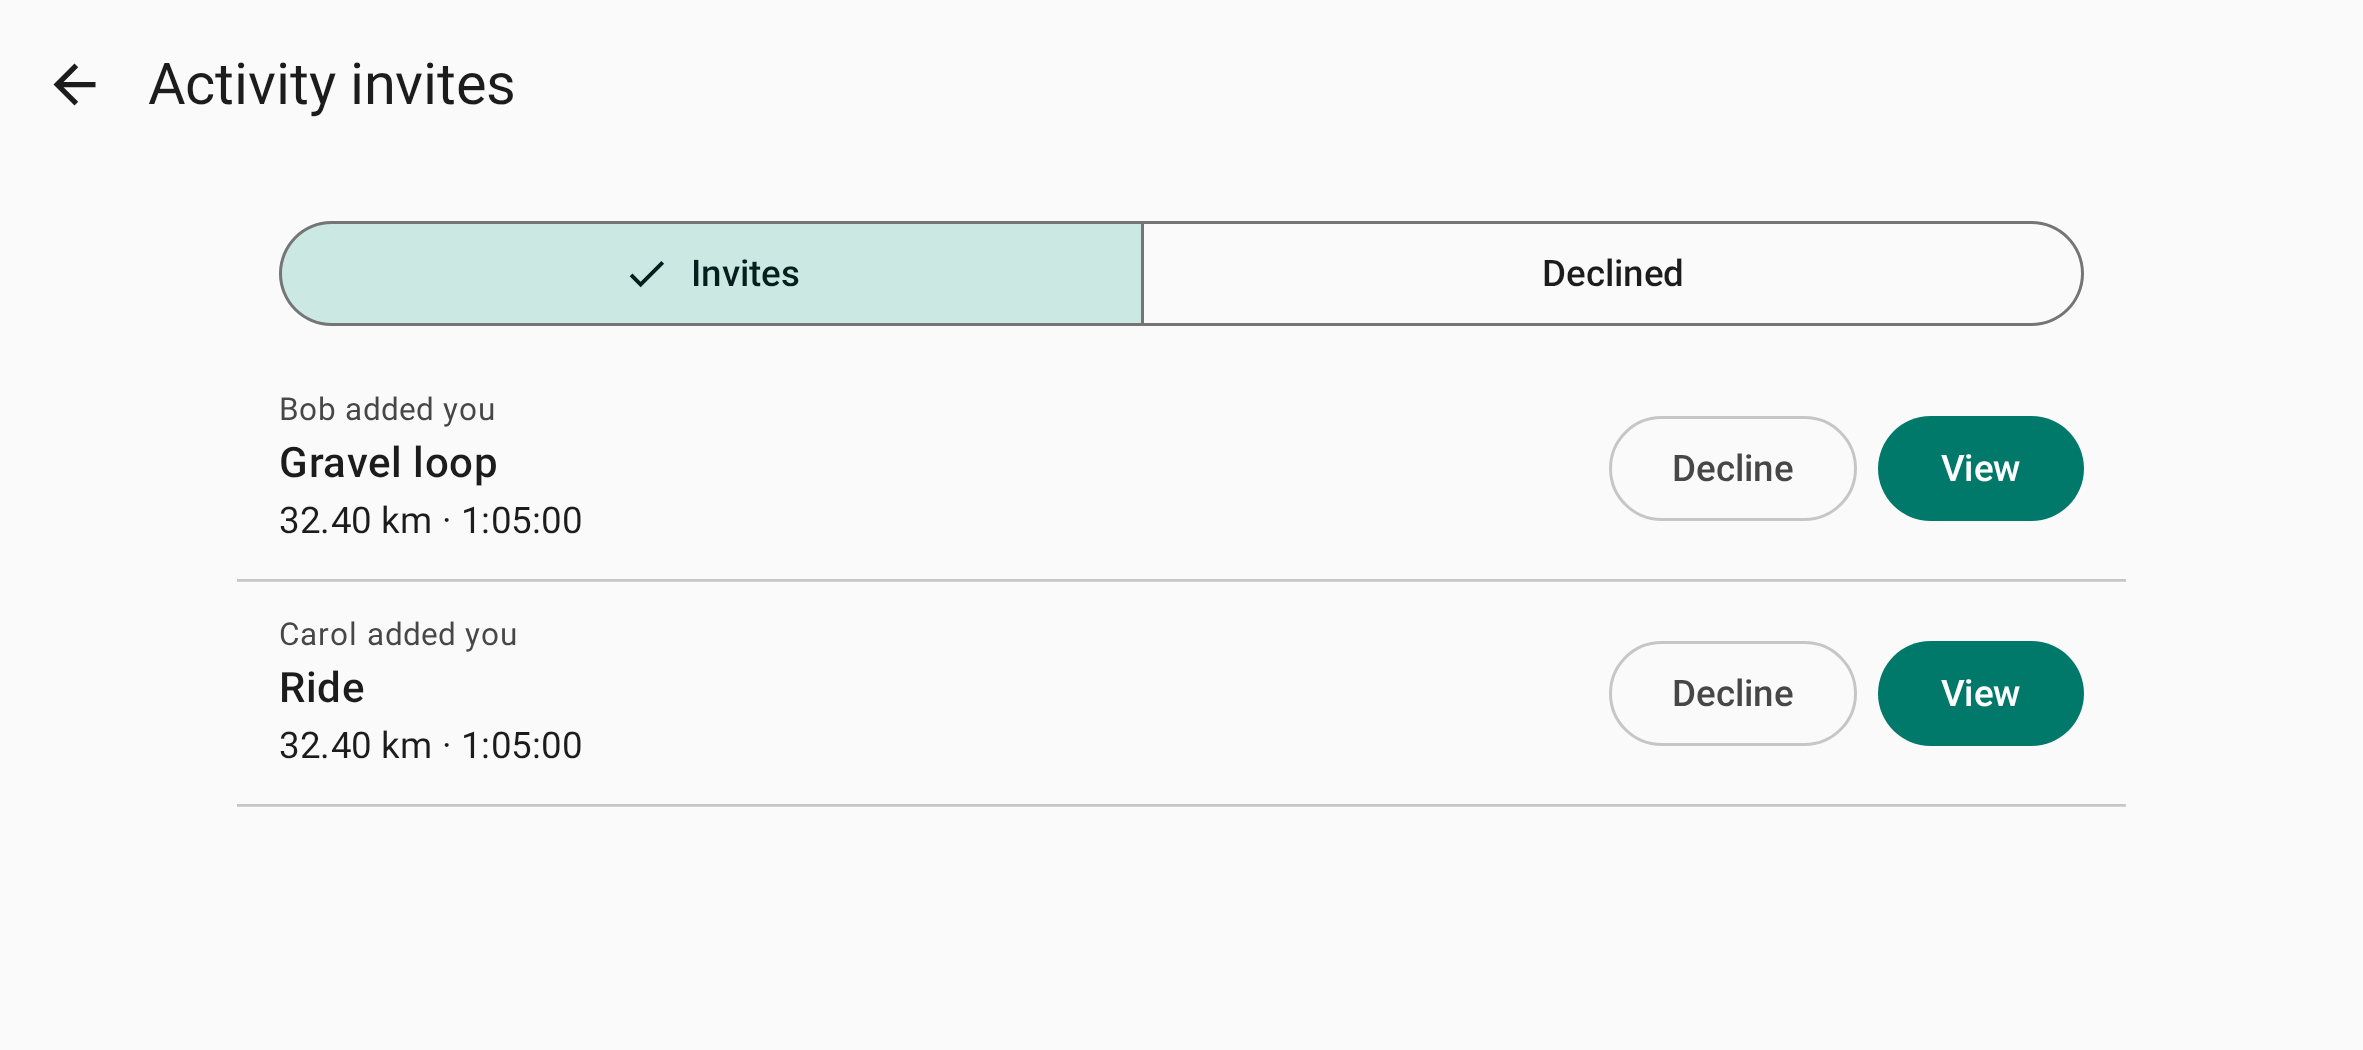 Activity invites
Invites
Declined
Bob added you
Gravel loop
32.40 km · 1:05:00
Decline
View
Carol added you
Ride
32.40 km · 1:05:00
Decline
View